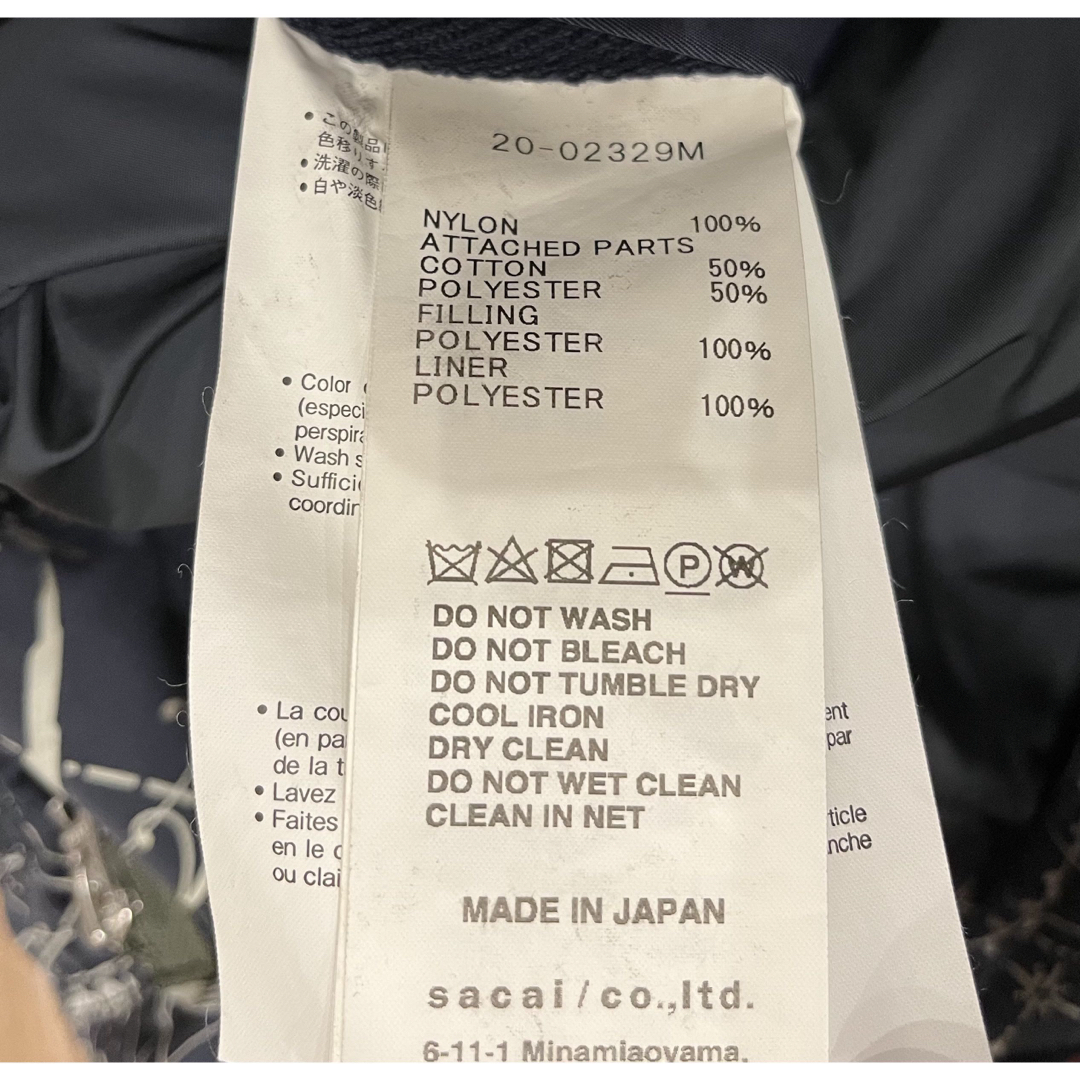 20-02329M
NYLON 100%
ATTACHED PARTS
COTTON 50%
POLYESTER 50%
FILLING
POLYESTER 100%
LINER
POLYESTER 100%
P W
DO NOT WASH
DO NOT BLEACH
DO NOT TUMBLE DRY
COOL IRON
DRY CLEAN
DO NOT WET CLEAN
CLEAN IN NET
MADE IN JAPAN
sacai/co.,ltd.
6-11-1 Minamiaoyama,
• この製品
色移りす
• 洗濯の際
• 白や淡色
• Color
(especi
perspira
• Wash s
• Suffici
coordin
• La cou
(en pa
de la t
• Lavez
• Faites
en le c
ou clai
ent
par
ticle
nche